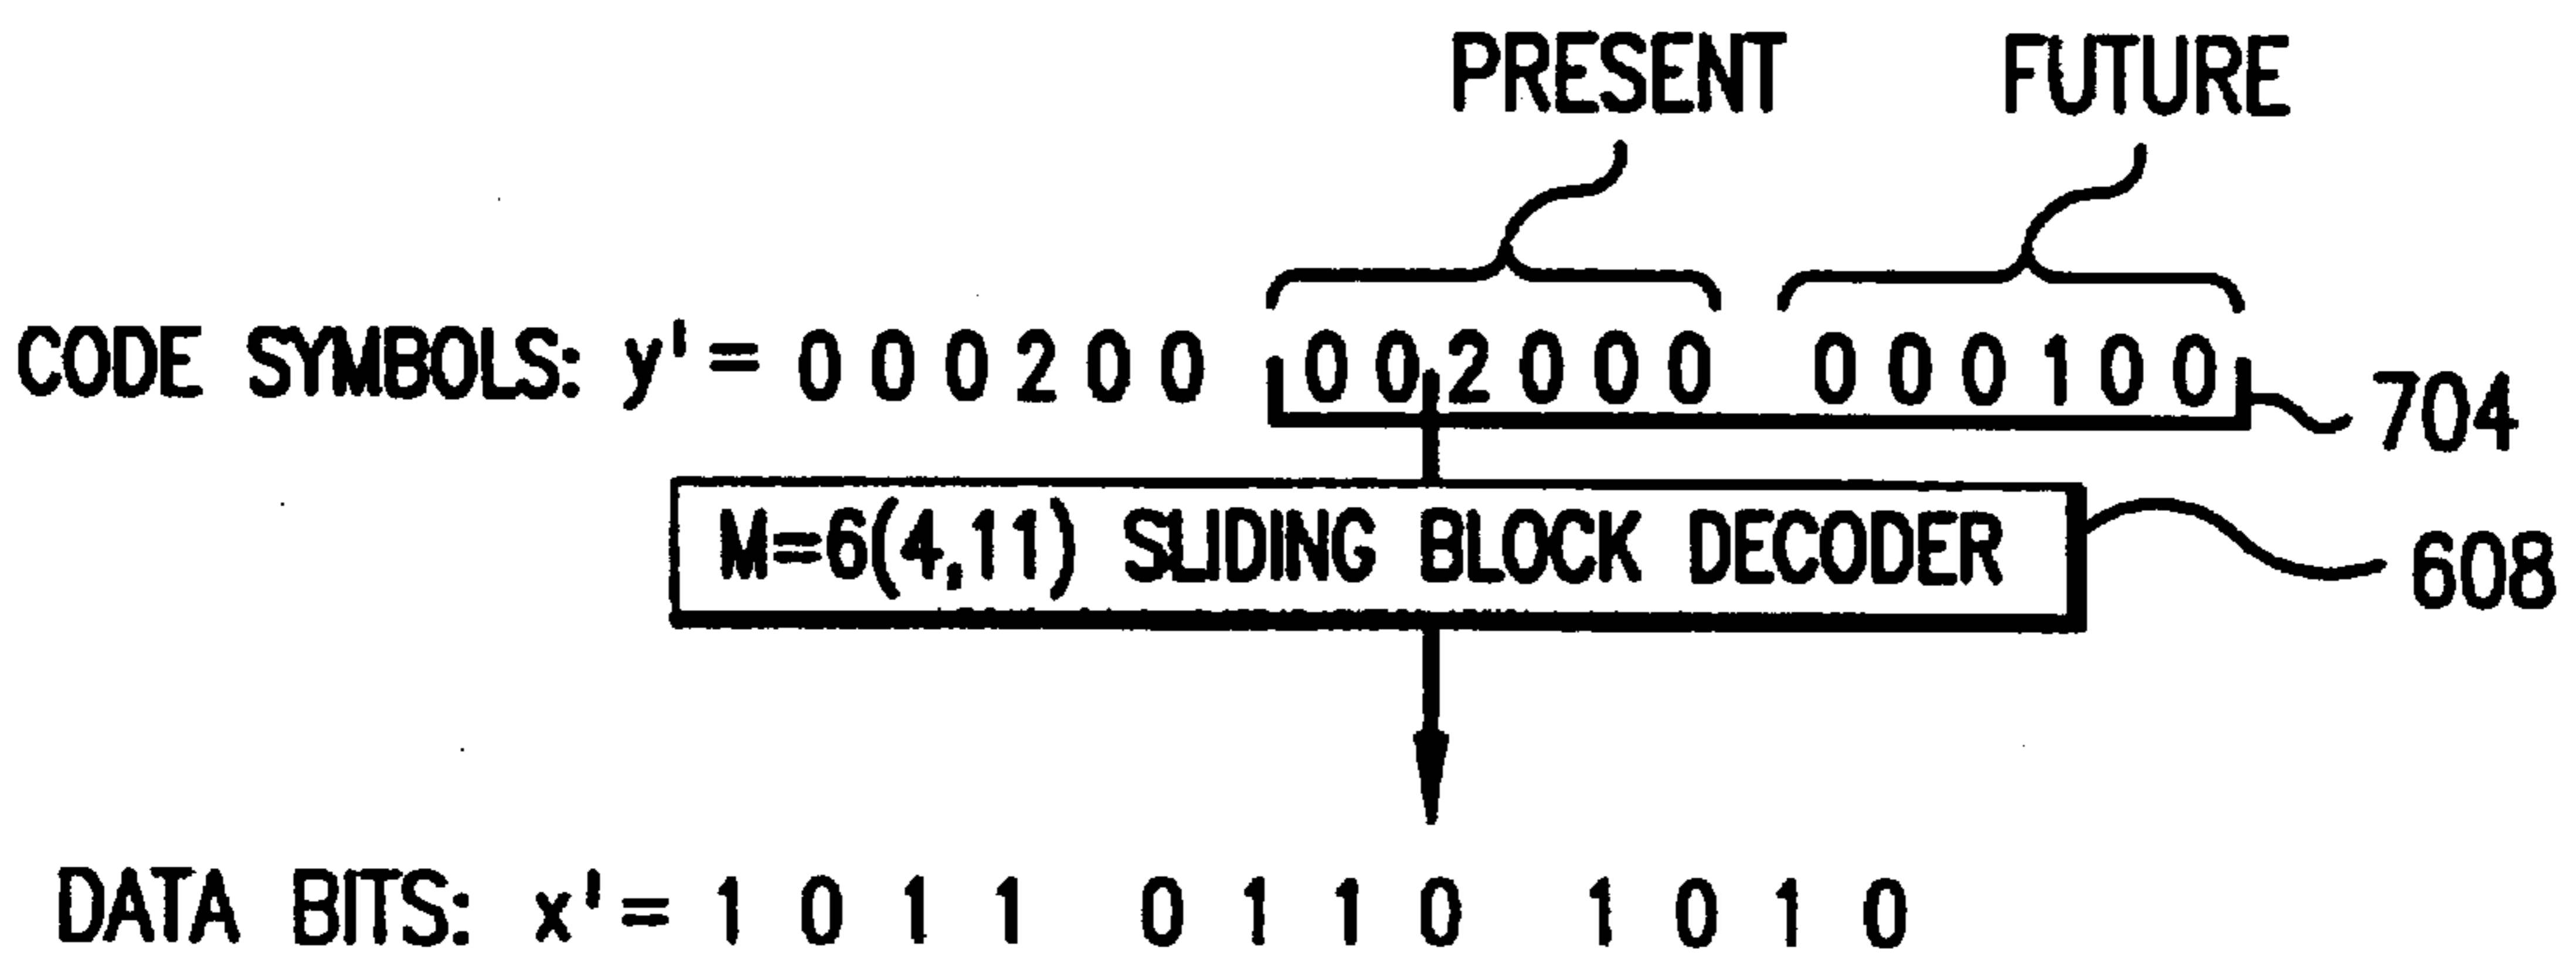 PRESENT FUTURE
CODE SYMBOLS: y' = 0 0 0 2 0 0 0 0 2 0 0 0 0 0 0 1 0 0
704
M=6(4,11) SLIDING BLOCK DECODER
608
DATA BITS: x' = 1 0 1 1 0 1 1 0 1 0 1 0